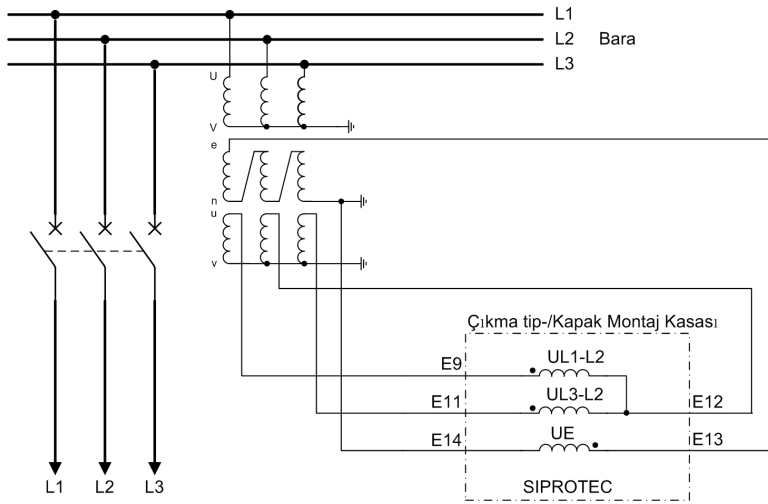 L1
L2 Bara
L3
U
V
e
n
u
v
Çıkma tip-/Kapak Montaj Kasası
E9
UL1-L2
E11
UL3-L2
E12
E14
UE
E13
L1 L2 L3
SIPROTEC